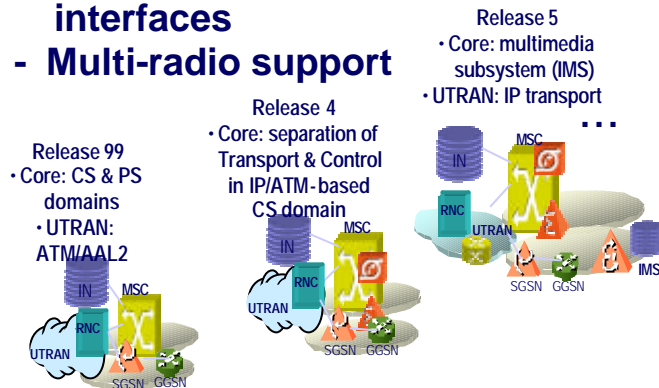 interfaces
- Multi-radio support
Release 99
• Core: CS & PS
domains
• UTRAN:
ATM/AAL2
IN
MSC
RNC
UTRAN
SGSN
GGSN
Release 4
• Core: separation of
Transport & Control
in IP/ATM-based
CS domain
IN
MSC
RNC
UTRAN
SGSN
GGSN
Release 5
• Core: multimedia
subsystem (IMS)
• UTRAN: IP transport
...
IN
MSC
RNC
UTRAN
SGSN
GGSN
IMS